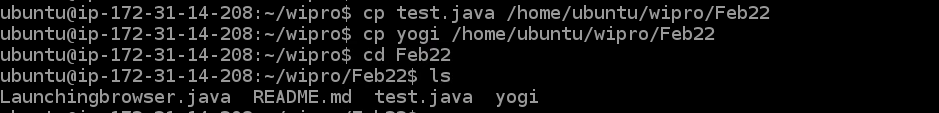 ubuntu@ip-172-31-14-208:~/wipro$ cp test.java /home/ubuntu/wipro/Feb22
ubuntu@ip-172-31-14-208:~/wipro$ cp yogi /home/ubuntu/wipro/Feb22
ubuntu@ip-172-31-14-208:~/wipro$ cd Feb22
ubuntu@ip-172-31-14-208:~/wipro/Feb22$ ls
Launchingbrowser.java  README.md  test.java  yogi